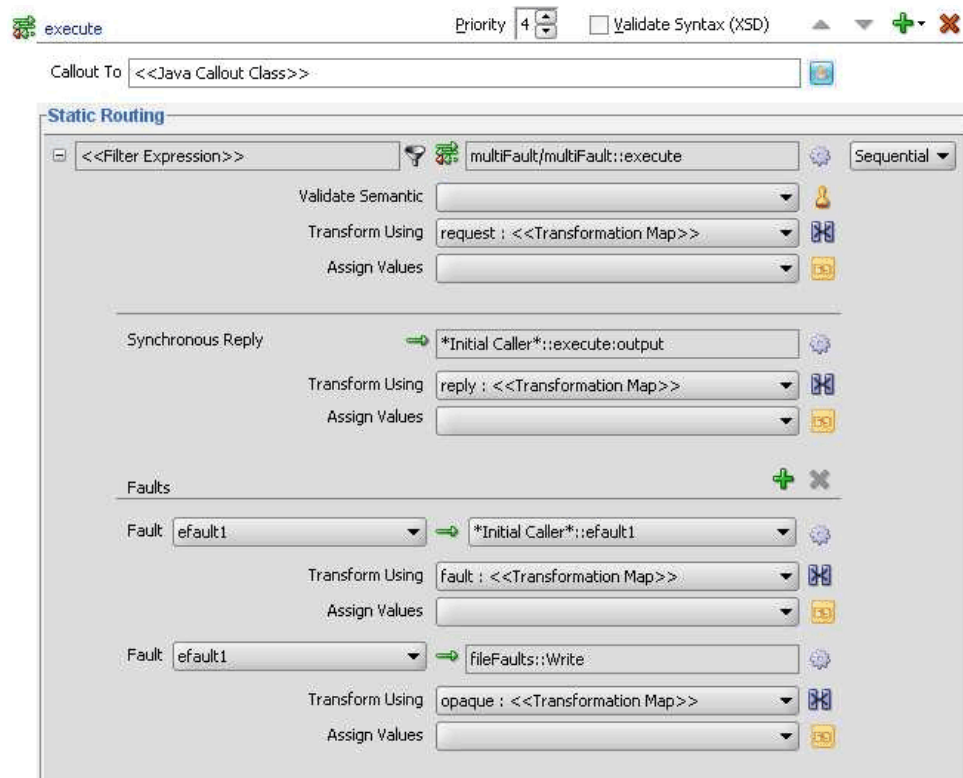 execute Priority 4 Validate Syntax (XSD)
Callout To <<Java Callout Class>>
Static Routing
<<Filter Expression>> multiFault/multiFault::execute Sequential
Validate Semantic
Transform Using request : <<Transformation Map>>
Assign Values
Synchronous Reply *Initial Caller*::execute:output
Transform Using reply : <<Transformation Map>>
Assign Values
Faults
Fault efault1 *Initial Caller*::efault1
Transform Using fault : <<Transformation Map>>
Assign Values
Fault efault1 fileFaults::Write
Transform Using opaque : <<Transformation Map>>
Assign Values